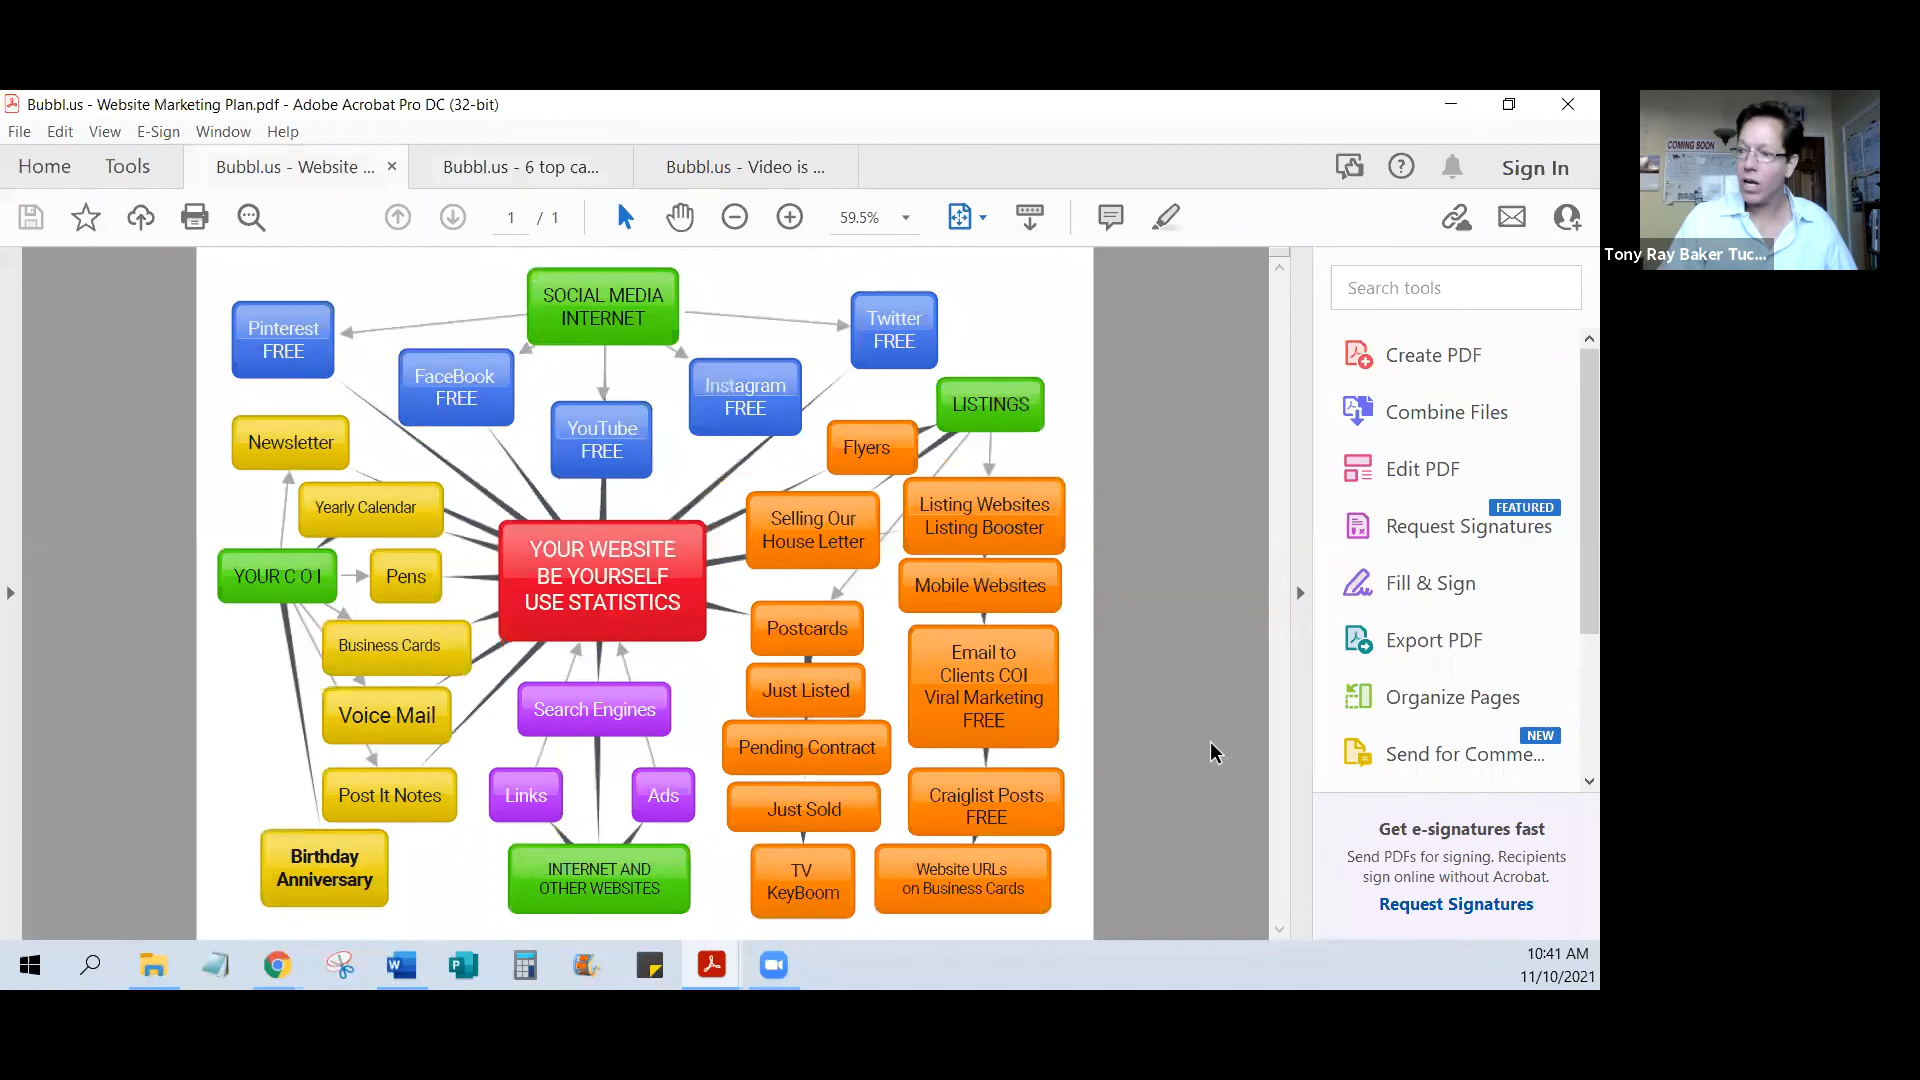 Bubbl.us - Website Marketing Plan.pdf - Adobe Acrobat Pro DC (32-bit)
File Edit View E-Sign Window Help
Home Tools Bubbl.us - Website ... Bubbl.us - 6 top ca... Bubbl.us - Video is ... Sign In
1 / 1 59.5%
SOCIAL MEDIA
INTERNET
Pinterest
FREE
Twitter
FREE
FaceBook
FREE
Instagram
FREE
YouTube
FREE
LISTINGS
Newsletter
Flyers
Yearly Calendar
Selling Our
House Letter
Listing Websites
Listing Booster
YOUR WEBSITE
BE YOURSELF
USE STATISTICS
YOUR C O I
Pens
Mobile Websites
Business Cards
Postcards
Email to
Clients COI
Viral Marketing
FREE
Voice Mail
Search Engines
Just Listed
Pending Contract
Post It Notes
Links
Ads
Just Sold
Craiglist Posts
FREE
Birthday
Anniversary
INTERNET AND
OTHER WEBSITES
TV
KeyBoom
Website URLs
on Business Cards
Search tools
Create PDF
Combine Files
Edit PDF
FEATURED
Request Signatures
Fill & Sign
Export PDF
Organize Pages
NEW
Send for Comme...
Get e-signatures fast
Send PDFs for signing. Recipients
sign online without Acrobat.
Request Signatures
COMING SOON
Tony Ray Baker Tuc...
10:41 AM
11/10/2021